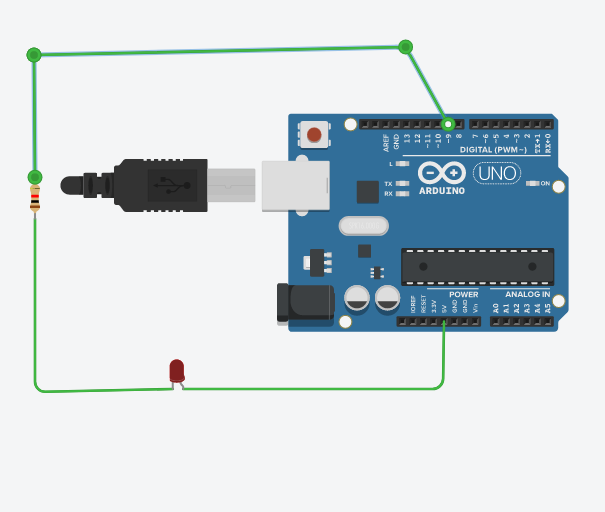 AREF
GND
13
12
~11
~10
~9
8
7
~6
~5
4
~3
2
TX→1
RX←0
DIGITAL (PWM~)
L
TX
RX
ARDUINO
UNO
ON
POWER
ANALOG IN
IOREF
RESET
3.3V
5V
GND
GND
Vin
A0
A1
A2
A3
A4
A5